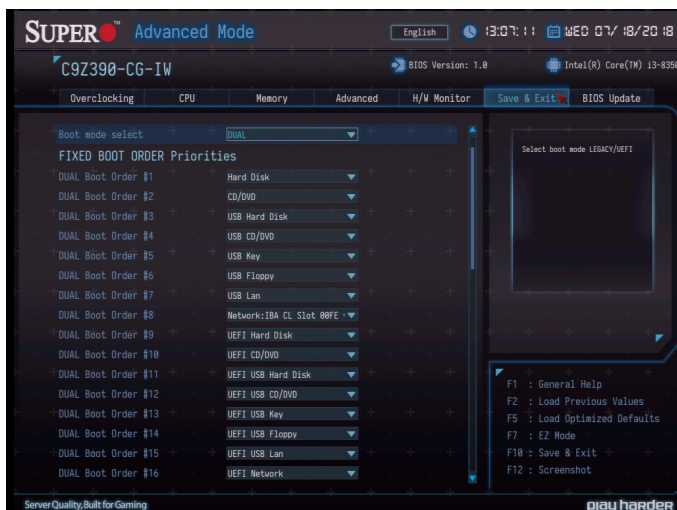 SUPER™ Advanced Mode
English
13:07:11
WED 07/18/2018
C9Z390-CG-IW
BIOS Version: 1.0
Intel(R) Core(TM) i3-8350
Overclocking CPU Memory Advanced H/W Monitor Save & Exit BIOS Update
Boot mode select DUAL
FIXED BOOT ORDER Priorities
DUAL Boot Order #1 Hard Disk
DUAL Boot Order #2 CD/DVD
DUAL Boot Order #3 USB Hard Disk
DUAL Boot Order #4 USB CD/DVD
DUAL Boot Order #5 USB Key
DUAL Boot Order #6 USB Floppy
DUAL Boot Order #7 USB Lan
DUAL Boot Order #8 Network:IBA CL Slot 00FE
DUAL Boot Order #9 UEFI Hard Disk
DUAL Boot Order #10 UEFI CD/DVD
DUAL Boot Order #11 UEFI USB Hard Disk
DUAL Boot Order #12 UEFI USB CD/DVD
DUAL Boot Order #13 UEFI USB Key
DUAL Boot Order #14 UEFI USB Floppy
DUAL Boot Order #15 UEFI USB Lan
DUAL Boot Order #16 UEFI Network
Select boot mode LEGACY/UEFI
F1 : General Help
F2 : Load Previous Values
F5 : Load Optimized Defaults
F7 : EZ Mode
F10 : Save & Exit
F12 : Screenshot
Server Quality, Built for Gaming
play harder